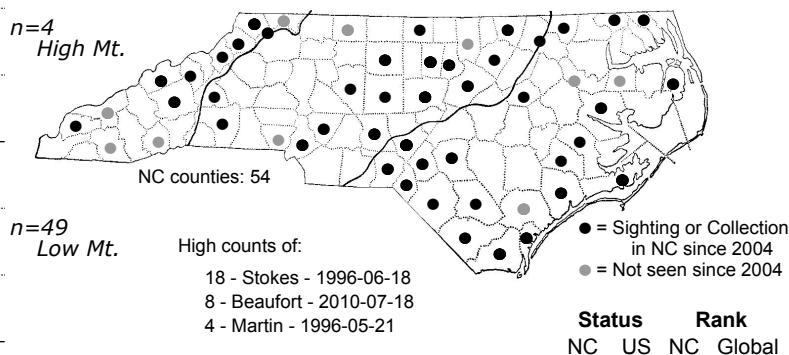 n=4
High Mt.
NC counties: 54
n=49
Low Mt.
High counts of:
18 - Stokes - 1996-06-18
8 - Beaufort - 2010-07-18
4 - Martin - 1996-05-21
● = Sighting or Collection
in NC since 2004
● = Not seen since 2004
Status Rank
NC US NC Global